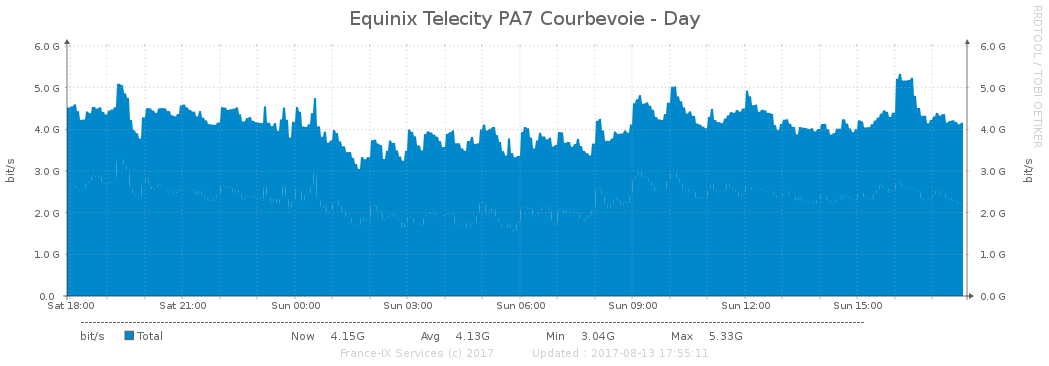 Equinix Telecity PA7 Courbevoie - Day
RRDTOOL / TOBI OETIKER
6.0 G 6.0 G
5.0 G 5.0 G
4.0 G 4.0 G
3.0 G 3.0 G
2.0 G 2.0 G
1.0 G 1.0 G
0.0 0.0 G
bit/s bit/s
Sat 18:00 Sat 21:00 Sun 00:00 Sun 03:00 Sun 06:00 Sun 09:00 Sun 12:00 Sun 15:00
bit/s Total Now 4.15G Avg 4.13G Min 3.04G Max 5.33G
France-IX Services (c) 2017 Updated : 2017-08-13 17:55:11